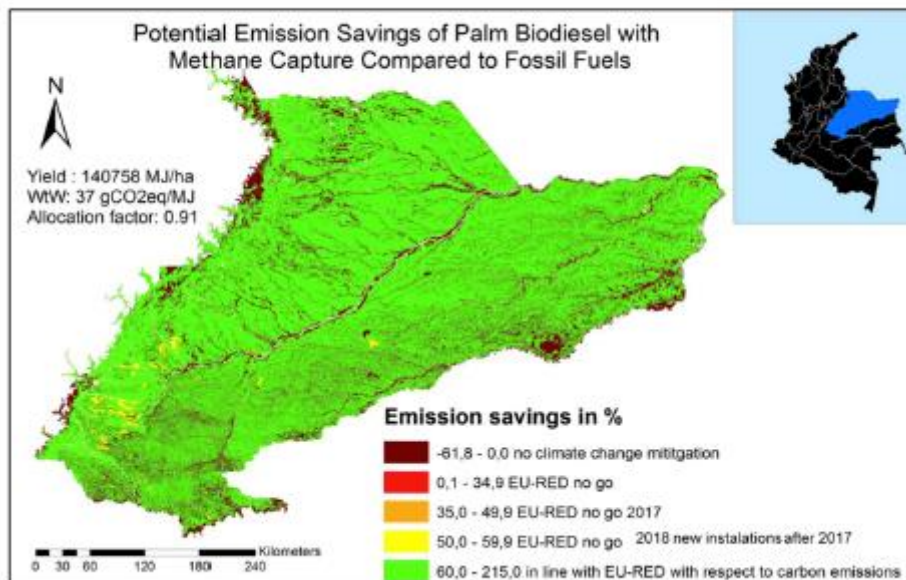 Potential Emission Savings of Palm Biodiesel with
Methane Capture Compared to Fossil Fuels
N
Yield : 140758 MJ/ha
WtW: 37 gCO2eq/MJ
Allocation factor: 0.91
Emission savings in %
-61,8 - 0,0 no climate change mititgation
0,1 - 34,9 EU-RED no go
35,0 - 49,9 EU-RED no go 2017
50,0 - 59,9 EU-RED no go 2018 new instalations after 2017
60,0 - 215,0 in line with EU-RED with respect to carbon emissions
Kilometers
0 30 60 120 180 240